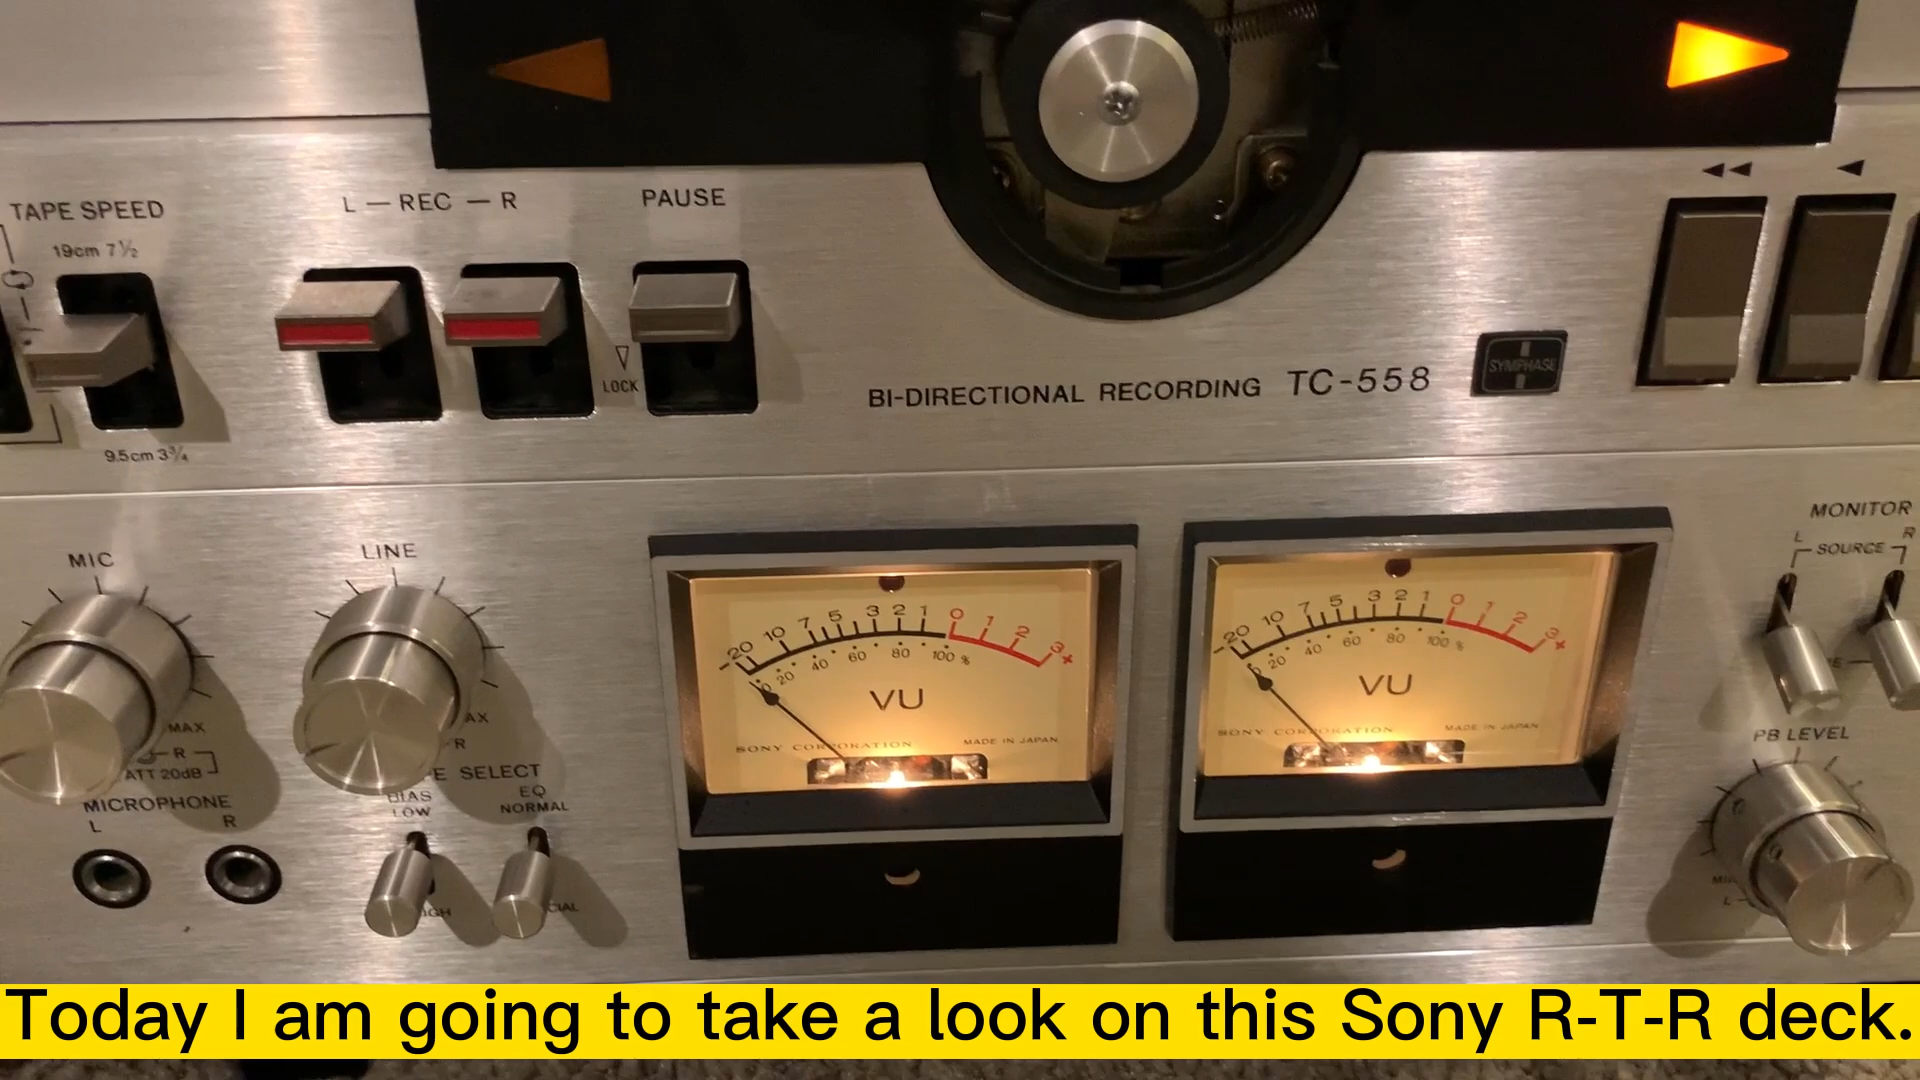 TAPE SPEED
19cm 7½
9.5cm 3¾
L — REC — R
PAUSE
LOCK
BI-DIRECTIONAL RECORDING TC-558
SYMPHASE
MIC
MAX
R
ATT 20dB
MICROPHONE
L R
LINE
R
SELECT
BIAS
LOW
EQ
NORMAL
20 10 7 5 3 2 1 0 1 2 3 +
0 20 40 60 80 100 %
VU
SONY CORPORATION MADE IN JAPAN
20 10 7 5 3 2 1 0 1 2 3 +
0 20 40 60 80 100 %
VU
SONY CORPORATION MADE IN JAPAN
MONITOR
L R
SOURCE
PB LEVEL
L
Today I am going to take a look on this Sony R-T-R deck.